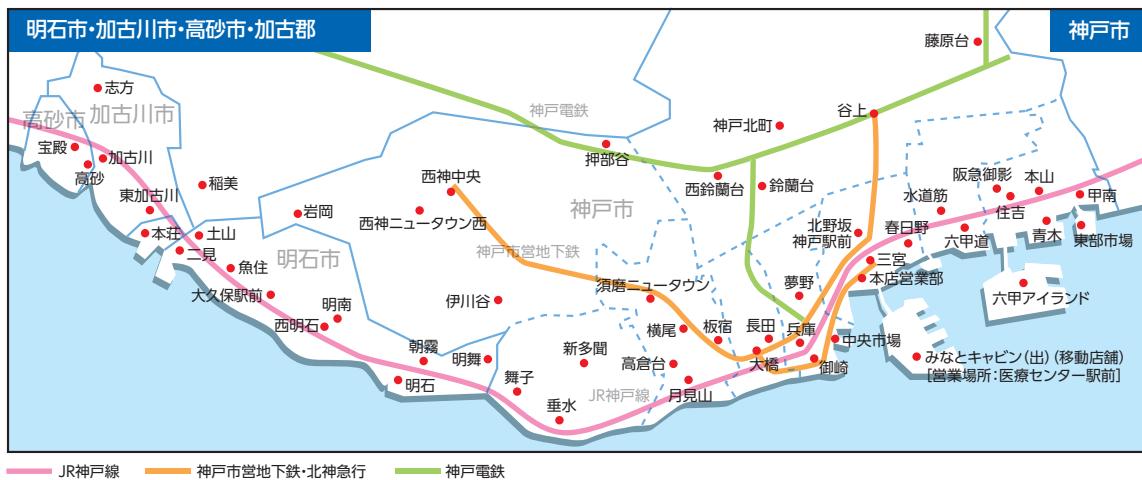 明石市・加古川市・高砂市・加古郡
神戸市
藤原台
志方
加古川市
高砂市
神戸電鉄
谷上
神戸北町
宝殿
加古川
押部谷
高砂
西鈴蘭台
鈴蘭台
阪急御影
本山
稲美
西神中央
水道筋
住吉
甲南
東加古川
岩岡
西神ニュータウン西
神戸市
北野坂
神戸駅前
春日野
六甲道
青木
東部市場
本荘
土山
二見
明石市
神戸市営地下鉄
三宮
魚住
本店営業部
大久保駅前
伊川谷
須磨ニュータウン
夢野
六甲アイランド
明南
西明石
横尾
板宿
長田
兵庫
中央市場
朝霧
明舞
新多聞
高倉台
大橋
御崎
みなとキャビン(出)(移動店舗)
[営業場所:医療センター駅前]
明石
舞子
JR神戸線
月見山
垂水
JR神戸線
神戸市営地下鉄・北神急行
神戸電鉄